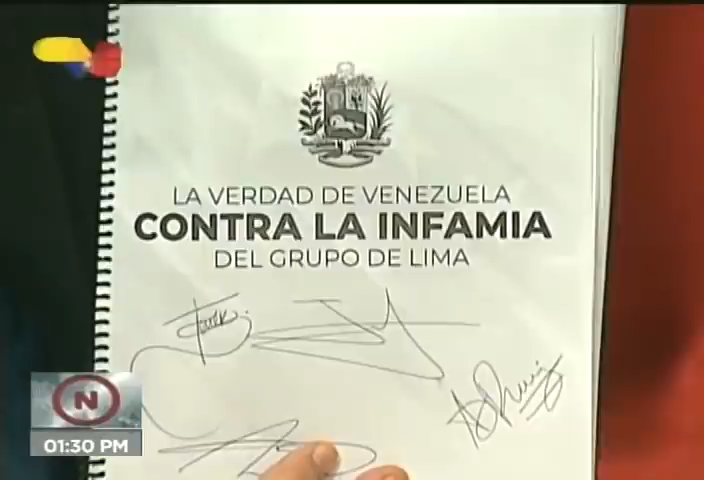 LA VERDAD DE VENEZUELA
CONTRA LA INFAMIA
DEL GRUPO DE LIMA
N
01:30 PM